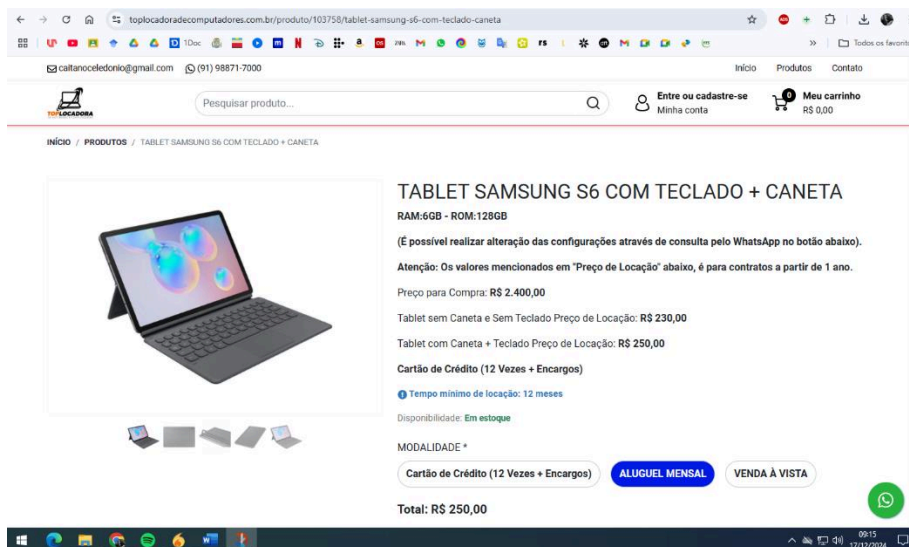 toplocadoradecomputadores.com.br/produto/103758/tablet-samsung-s6-com-teclado-caneta
1Doc
Todos os favorit
caitanoceledonio@gmail.com (91) 98871-7000
Início Produtos Contato
TOPLOCADORA
Pesquisar produto...
Entre ou cadastre-se
Minha conta
0
Meu carrinho
R$ 0,00
INÍCIO / PRODUTOS / TABLET SAMSUNG S6 COM TECLADO + CANETA
TABLET SAMSUNG S6 COM TECLADO + CANETA
RAM:6GB - ROM:128GB
(É possível realizar alteração das configurações através de consulta pelo WhatsApp no botão abaixo).
Atenção: Os valores mencionados em "Preço de Locação" abaixo, é para contratos a partir de 1 ano.
Preço para Compra: R$ 2.400,00
Tablet sem Caneta e Sem Teclado Preço de Locação: R$ 230,00
Tablet com Caneta + Teclado Preço de Locação: R$ 250,00
Cartão de Crédito (12 Vezes + Encargos)
Tempo mínimo de locação: 12 meses
Disponibilidade: Em estoque
MODALIDADE *
Cartão de Crédito (12 Vezes + Encargos) ALUGUEL MENSAL VENDA À VISTA
Total: R$ 250,00
09:15
17/12/2024